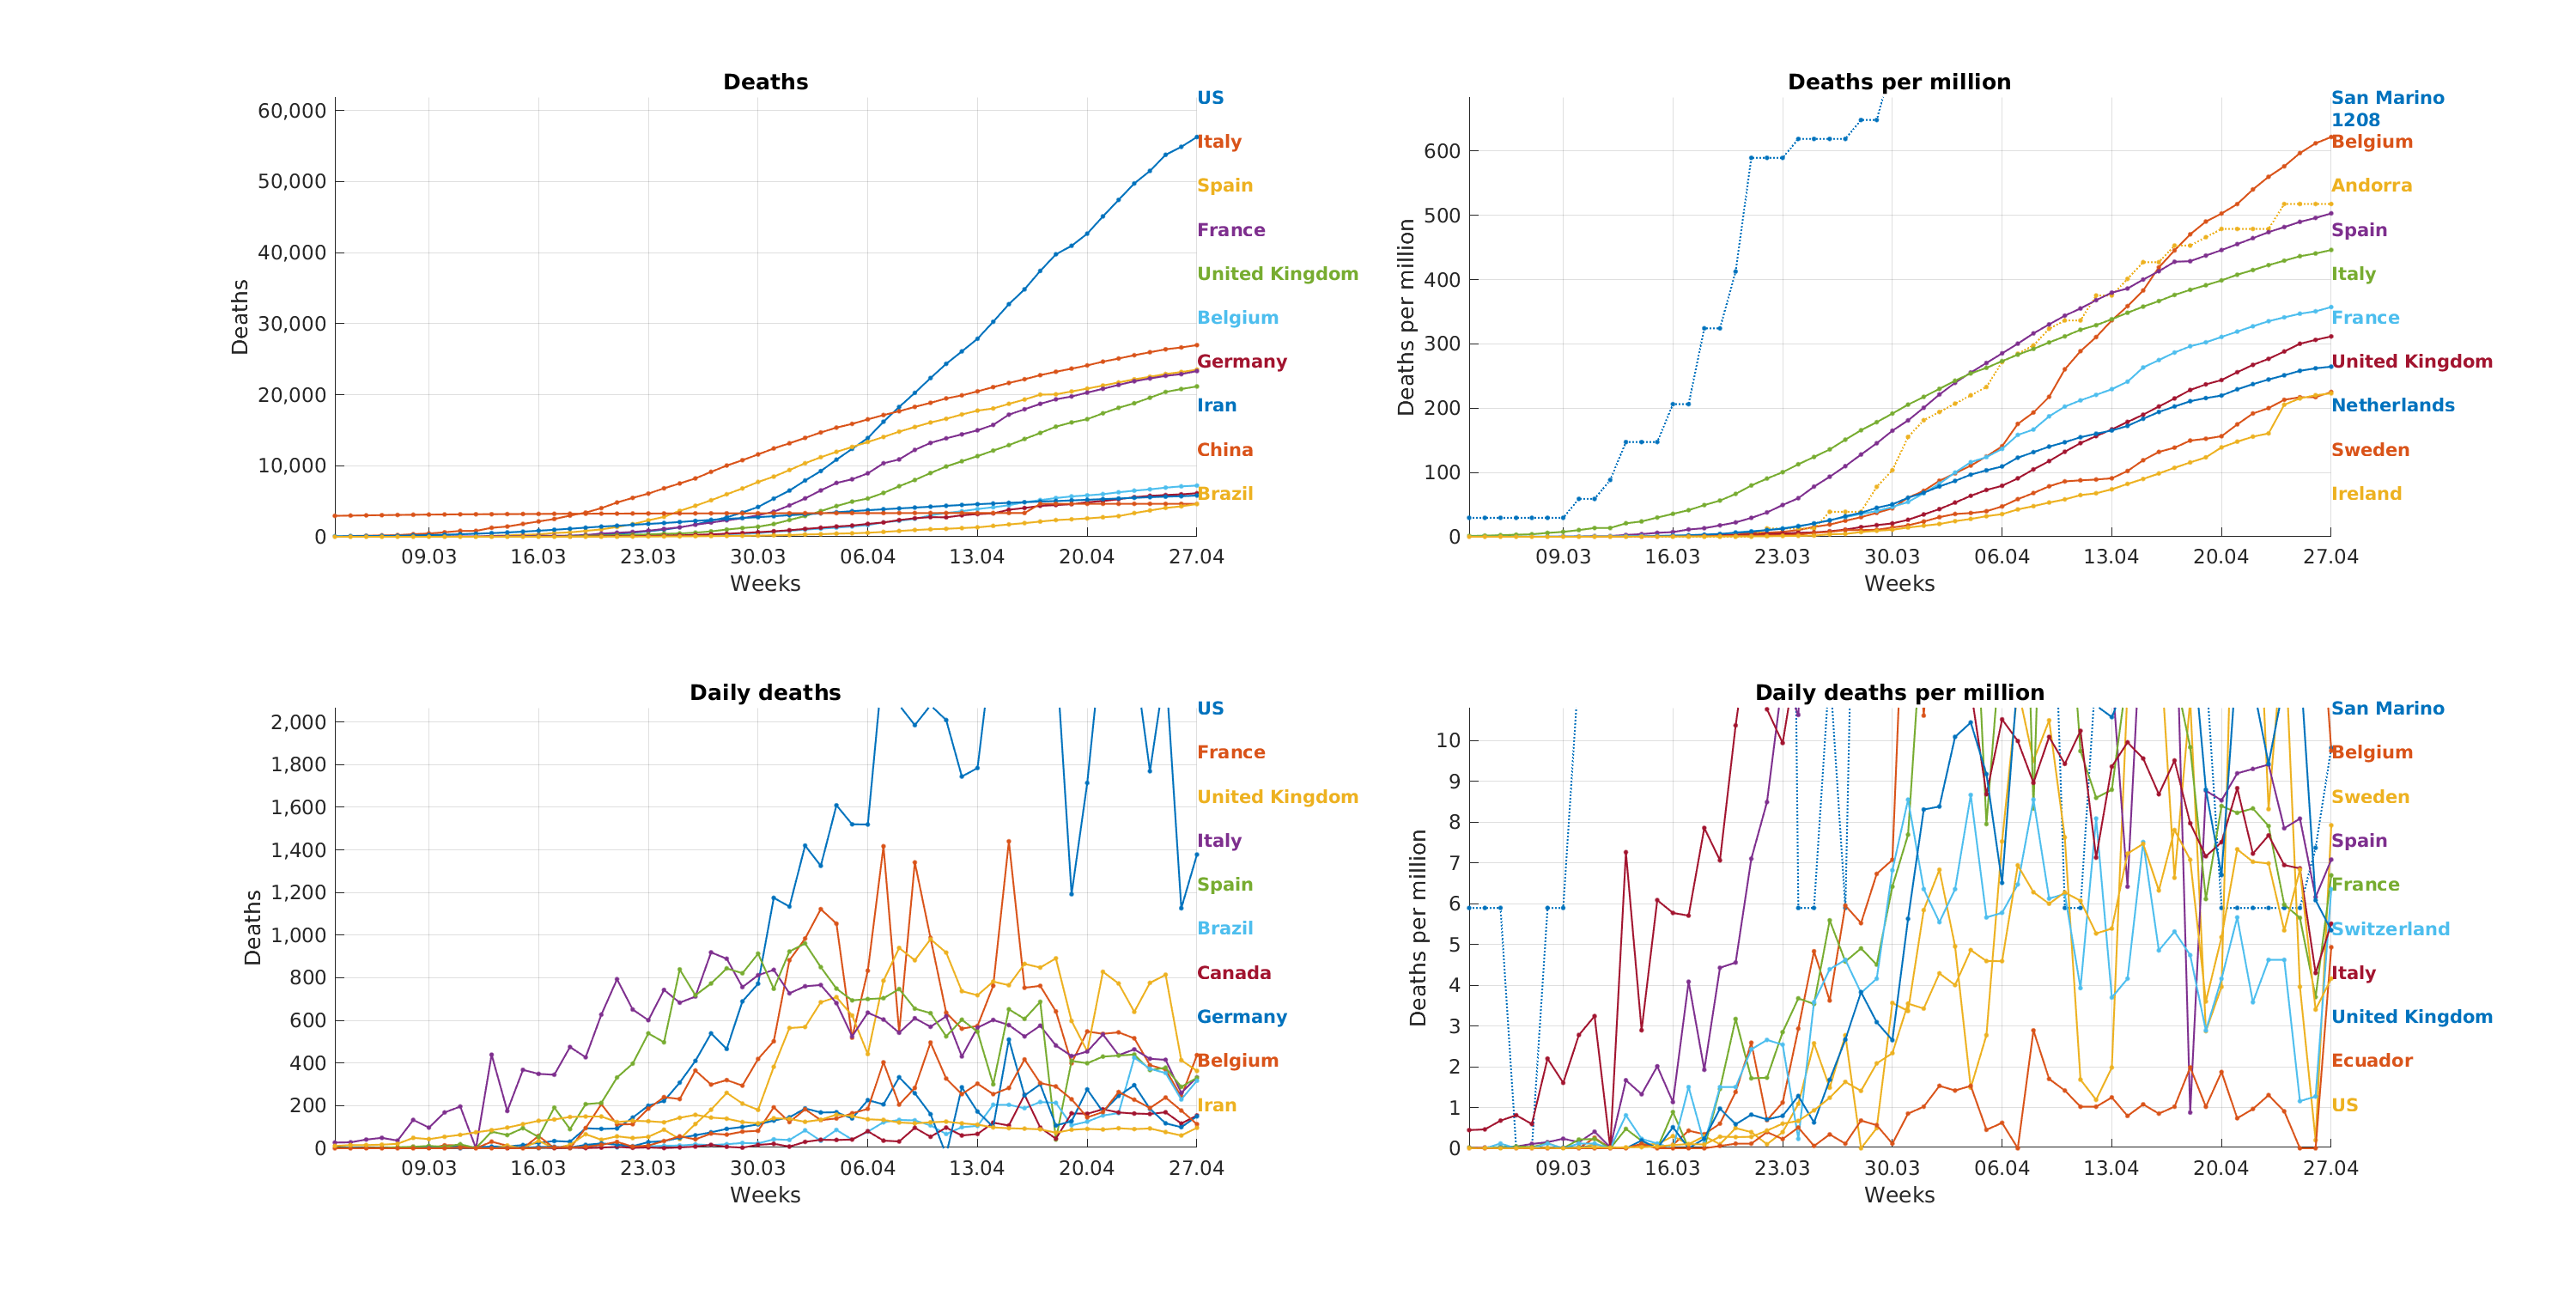 Deaths
60,000
50,000
40,000
30,000
20,000
10,000
0
Deaths
09.03 16.03 23.03 30.03 06.04 13.04 20.04 27.04
Weeks
US
Italy
Spain
France
United Kingdom
Belgium
Germany
Iran
China
Brazil
Deaths per million
600
500
400
300
200
100
0
Deaths per million
09.03 16.03 23.03 30.03 06.04 13.04 20.04 27.04
Weeks
San Marino
1208
Belgium
Andorra
Spain
Italy
France
United Kingdom
Netherlands
Sweden
Ireland
Daily deaths
2,000
1,800
1,600
1,400
1,200
1,000
800
600
400
200
0
Deaths
09.03 16.03 23.03 30.03 06.04 13.04 20.04 27.04
Weeks
US
France
United Kingdom
Italy
Spain
Brazil
Canada
Germany
Belgium
Iran
Daily deaths per million
10
9
8
7
6
5
4
3
2
1
0
Deaths per million
09.03 16.03 23.03 30.03 06.04 13.04 20.04 27.04
Weeks
San Marino
Belgium
Sweden
Spain
France
Switzerland
Italy
United Kingdom
Ecuador
US